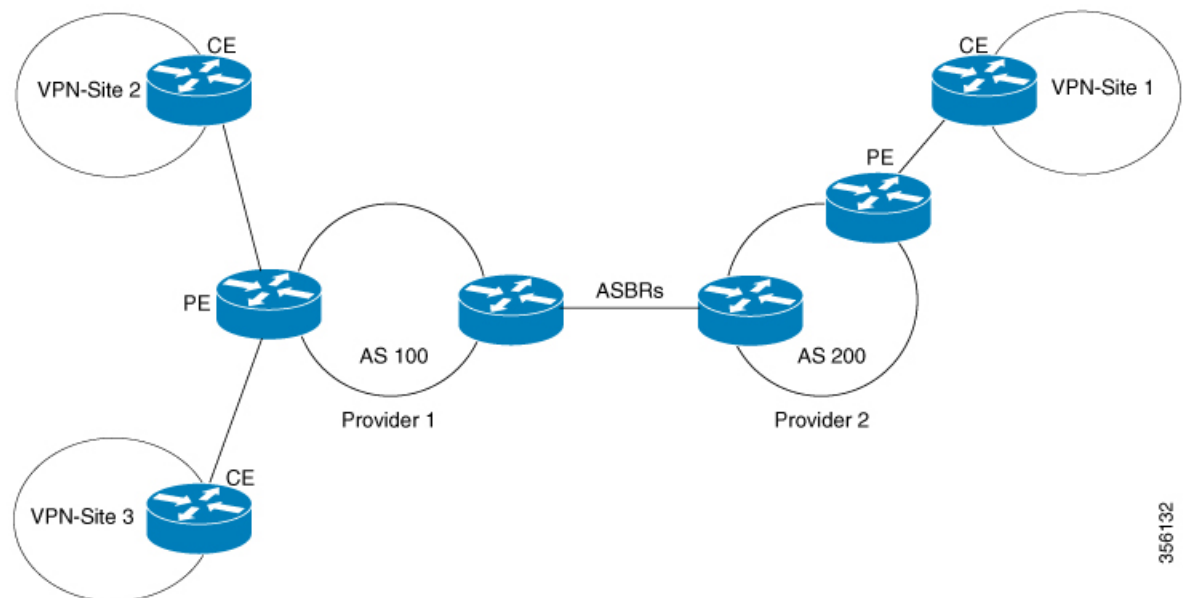 CE
VPN-Site 2
CE
VPN-Site 1
PE
PE
ASBRs
AS 100
AS 200
Provider 1
Provider 2
CE
VPN-Site 3
356132